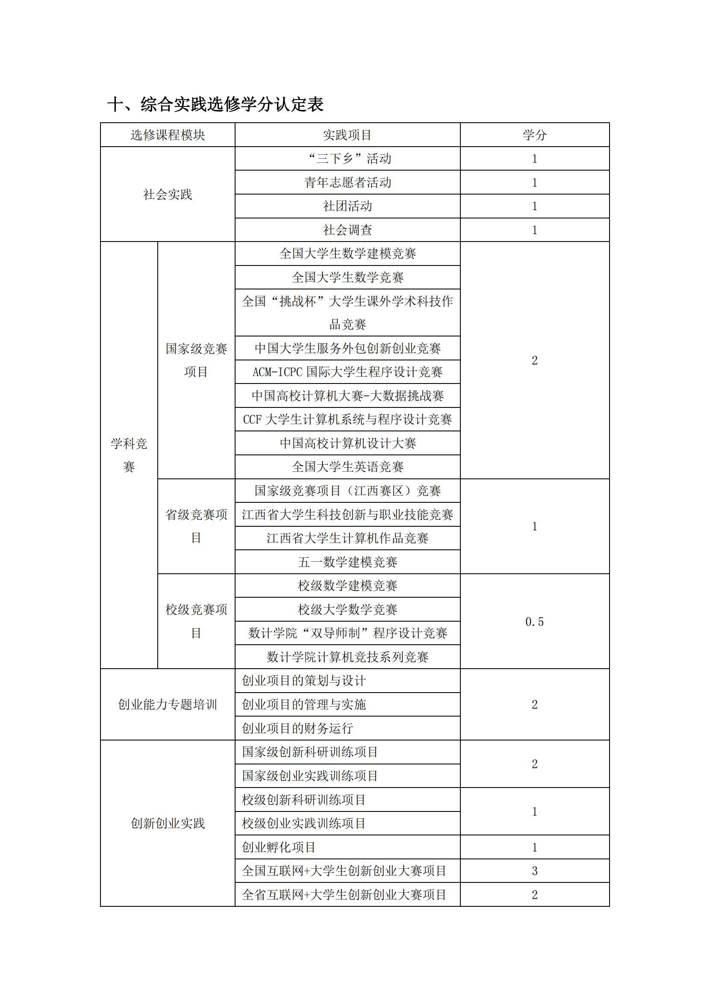 十、综合实践选修学分认定表
选修课程模块 实践项目 学分
社会实践
“三下乡”活动 1
青年志愿者活动 1
社团活动 1
社会调查 1
学科竞
赛
国家级竞赛
项目
全国大学生数学建模竞赛
全国大学生数学竞赛
全国“挑战杯”大学生课外学术科技作
品竞赛
中国大学生服务外包创新创业竞赛
ACM-ICPC 国际大学生程序设计竞赛
中国高校计算机大赛-大数据挑战赛
CCF 大学生计算机系统与程序设计竞赛
中国高校计算机设计大赛
全国大学生英语竞赛
2
省级竞赛项
目
国家级竞赛项目（江西赛区）竞赛
江西省大学生科技创新与职业技能竞赛
江西省大学生计算机作品竞赛
五一数学建模竞赛
1
校级竞赛项
目
校级数学建模竞赛
校级大学数学竞赛
数计学院“双导师制”程序设计竞赛
数计学院计算机竞技系列竞赛
0.5
创业能力专题培训
创业项目的策划与设计
创业项目的管理与实施
创业项目的财务运行
2
创新创业实践
国家级创新科研训练项目
国家级创业实践训练项目
2
校级创新科研训练项目
校级创业实践训练项目
1
创业孵化项目 1
全国互联网+大学生创新创业大赛项目 3
全省互联网+大学生创新创业大赛项目 2